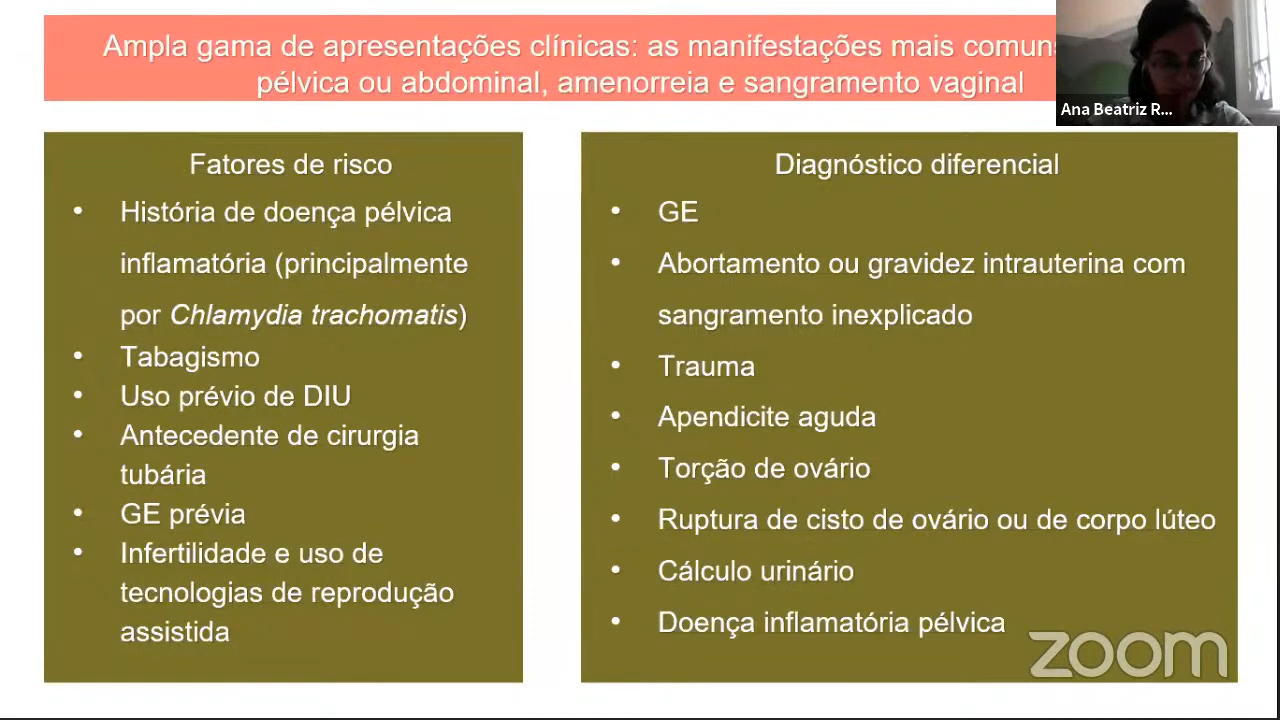 Ampla gama de apresentações clínicas: as manifestações mais comuns
pélvica ou abdominal, amenorreia e sangramento vaginal
Ana Beatriz R...
Fatores de risco
• História de doença pélvica
inflamatória (principalmente
por Chlamydia trachomatis)
• Tabagismo
• Uso prévio de DIU
• Antecedente de cirurgia
tubária
• GE prévia
• Infertilidade e uso de
tecnologias de reprodução
assistida
Diagnóstico diferencial
• GE
• Abortamento ou gravidez intrauterina com
sangramento inexplicado
• Trauma
• Apendicite aguda
• Torção de ovário
• Ruptura de cisto de ovário ou de corpo lúteo
• Cálculo urinário
• Doença inflamatória pélvica
zoom